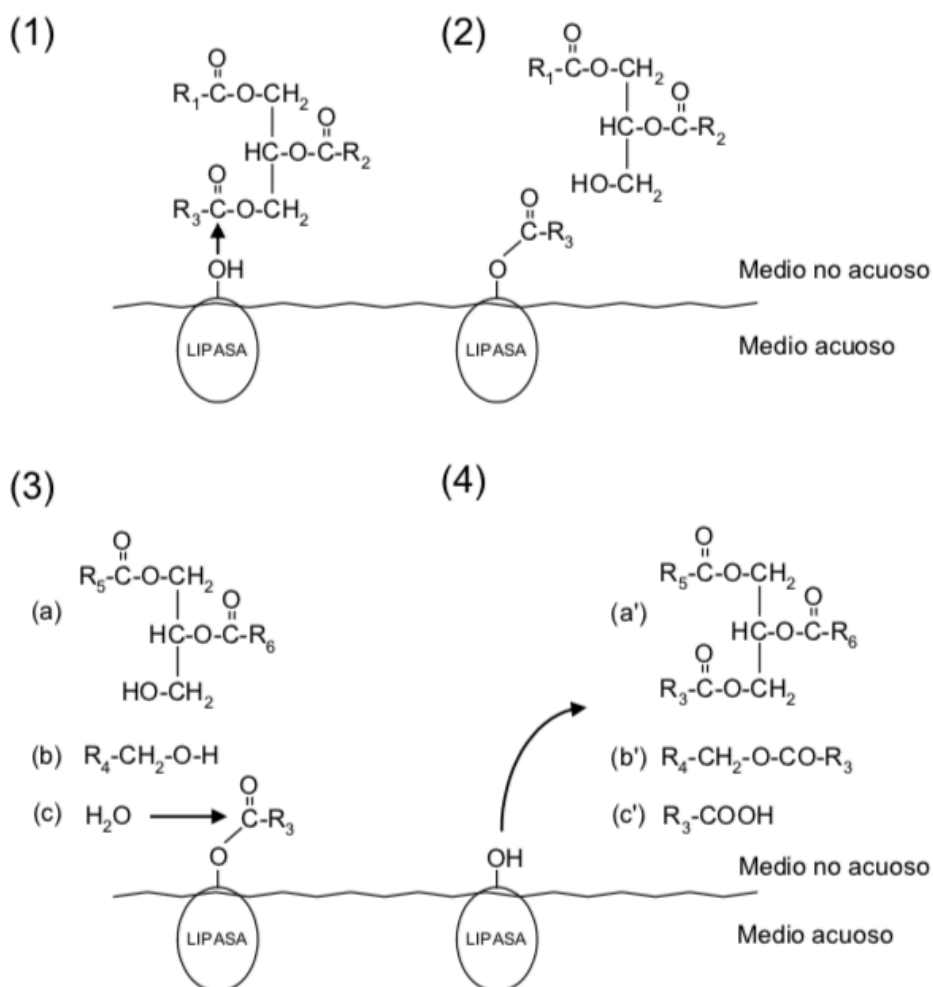 (1)
O
R1-C-O-CH2
O
HC-O-C-R2
O
R3-C-O-CH2
OH
LIPASA
(2)
O
R1-C-O-CH2
O
HC-O-C-R2
HO-CH2
O
C-R3
O
LIPASA
Medio no acuoso
Medio acuoso
(3)
O
R5-C-O-CH2
(a)
O
HC-O-C-R6
HO-CH2
(b) R4-CH2-O-H
(c) H2O
O
C-R3
O
LIPASA
(4)
O
R5-C-O-CH2
(a')
O
HC-O-C-R6
O
R3-C-O-CH2
(b') R4-CH2-O-CO-R3
(c') R3-COOH
OH
LIPASA
Medio no acuoso
Medio acuoso